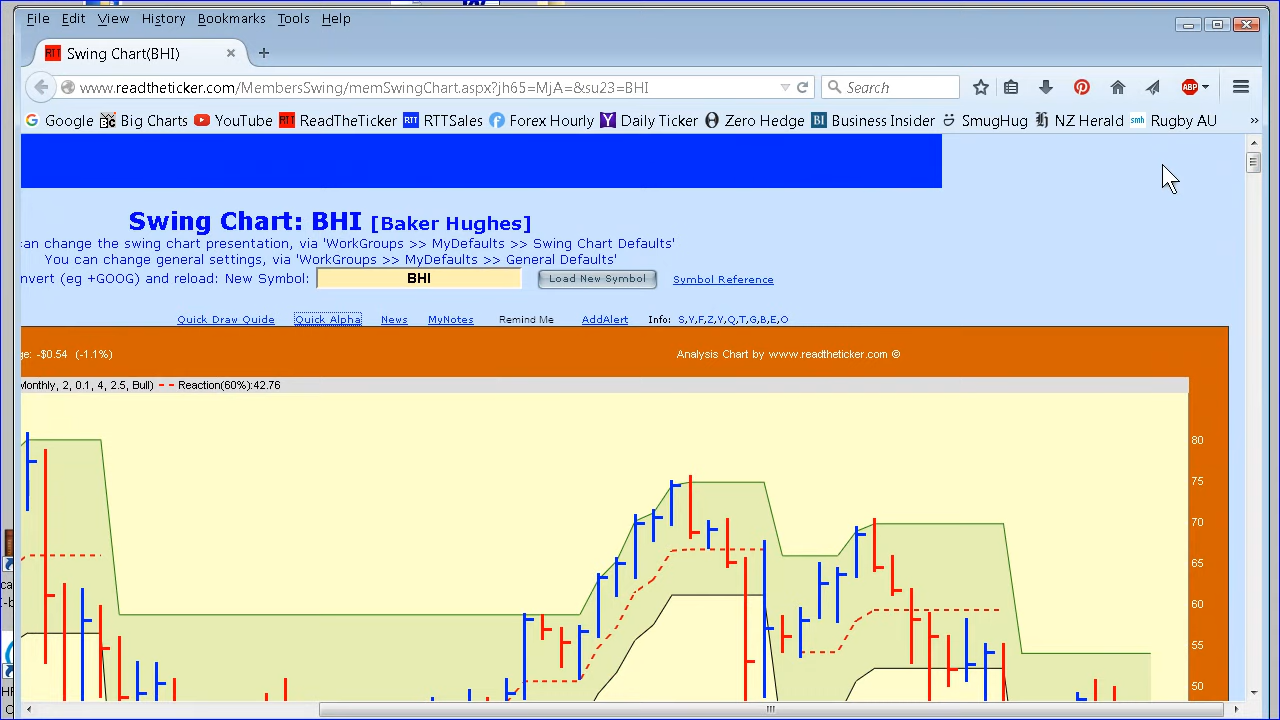 File Edit View History Bookmarks Tools Help
RTT Swing Chart(BHI)
www.readtheticker.com/MembersSwing/memSwingChart.aspx?jh65=MjA=&su23=BHI Search ABP
Google Big Charts YouTube RTT ReadTheTicker RTT RTTSales Forex Hourly Daily Ticker Zero Hedge BI Business Insider SmugHug NZ Herald smh Rugby AU »
Swing Chart: BHI [Baker Hughes]
can change the swing chart presentation, via 'WorkGroups >> MyDefaults >> Swing Chart Defaults'
You can change general settings, via 'WorkGroups >> MyDefaults >> General Defaults'
nvert (eg +GOOG) and reload: New Symbol: BHI Load New Symbol Symbol Reference
Quick Draw Quide Quick Alpha News MyNotes Remind Me AddAlert Info: S,Y,F,Z,Y,Q,T,G,B,E,O
ge: -$0.54 (-1.1%) Analysis Chart by www.readtheticker.com ©
Monthly, 2, 0.1, 4, 2.5, Bull) Reaction(60%):42.76
80
75
70
65
60
55
50